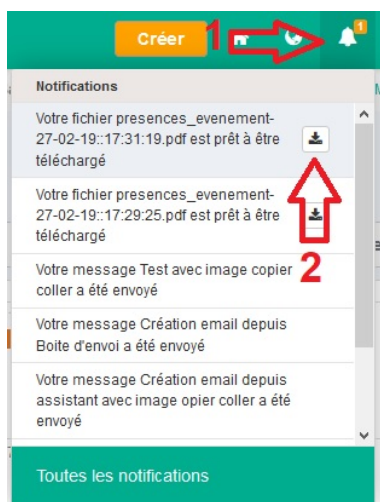 Créer
1
1
Notifications
Votre fichier presences_evenement-
27-02-19::17:31:19.pdf est prêt à être
téléchargé
Votre fichier presences_evenement-
27-02-19::17:29:25.pdf est prêt à être
téléchargé
2
Votre message Test avec image copier
coller a été envoyé
Votre message Création email depuis
Boite d'envoi a été envoyé
Votre message Création email depuis
assistant avec image opier coller a été
envoyé
Toutes les notifications